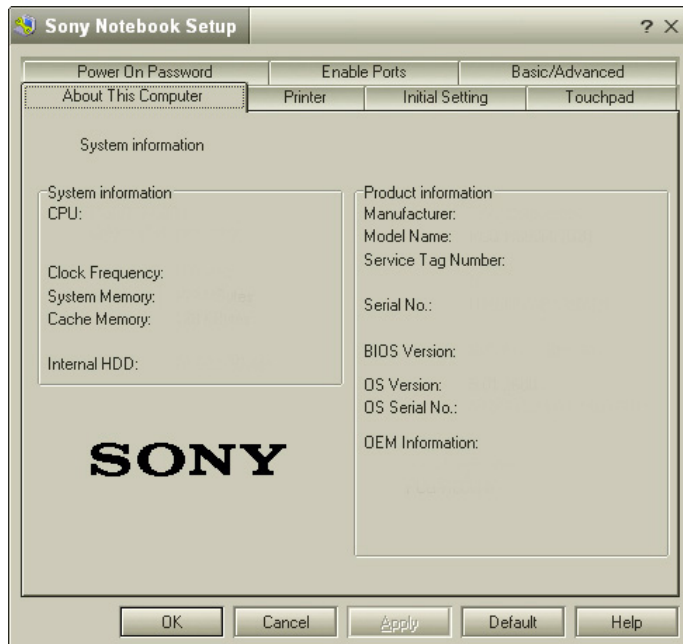 Sony Notebook Setup
Power On Password Enable Ports Basic/Advanced
About This Computer Printer Initial Setting Touchpad
System information
System information
CPU:
Clock Frequency:
System Memory:
Cache Memory:
Internal HDD:
Product information
Manufacturer:
Model Name:
Service Tag Number:
Serial No.:
BIOS Version:
OS Version:
OS Serial No.:
OEM Information:
SONY
OK Cancel Apply Default Help